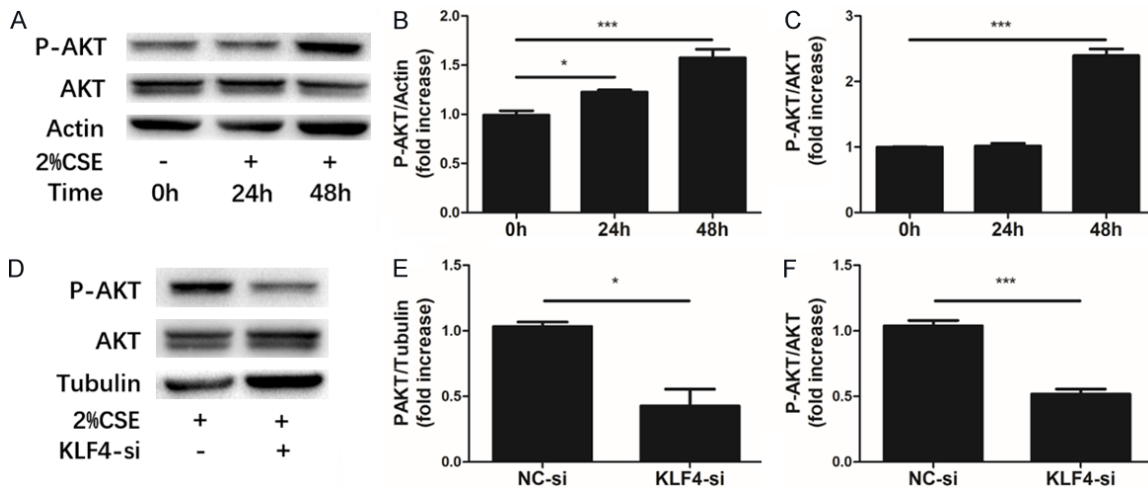 A
P-AKT
AKT
Actin
2%CSE - + +
Time 0h 24h 48h
B
P-AKT/Actin
(fold increase)
2.0
1.5
1.0
0.5
0.0
***
*
0h 24h 48h
C
P-AKT/AKT
(fold increase)
3
2
1
0
***
0h 24h 48h
D
P-AKT
AKT
Tubulin
2%CSE + +
KLF4-si - +
E
PAKT/Tubulin
(fold increase)
1.5
1.0
0.5
0.0
*
NC-si KLF4-si
F
P-AKT/AKT
(fold increase)
1.5
1.0
0.5
0.0
***
NC-si KLF4-si